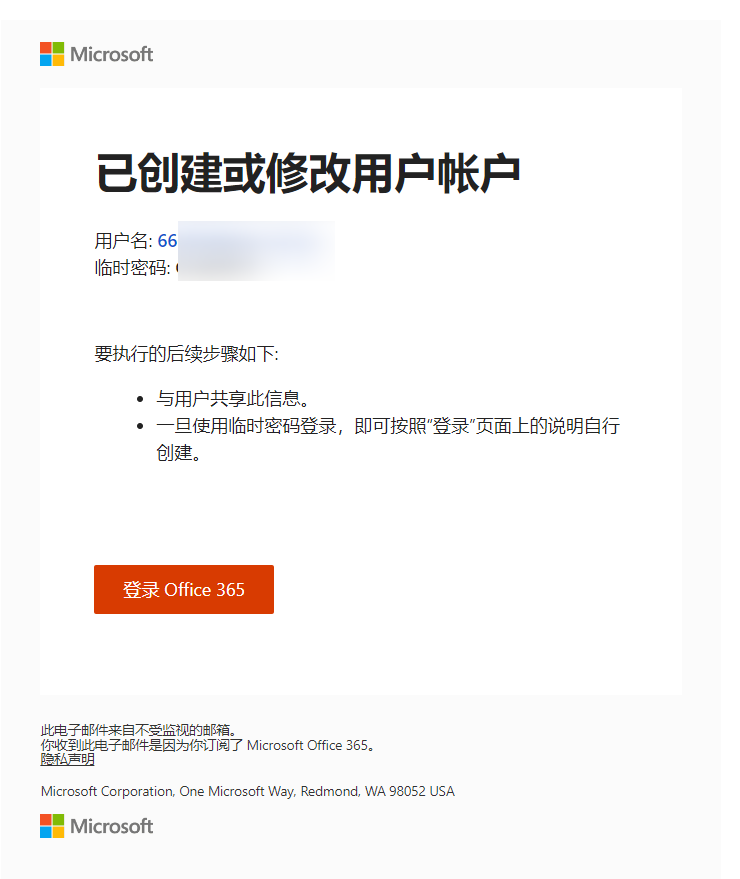 Microsoft
已创建或修改用户帐户
用户名: 66
临时密码:
要执行的后续步骤如下:
• 与用户共享此信息。
• 一旦使用临时密码登录，即可按照“登录”页面上的说明自行
创建。
登录 Office 365
此电子邮件来自不受监视的邮箱。
你收到此电子邮件是因为你订阅了 Microsoft Office 365。
隐私声明
Microsoft Corporation, One Microsoft Way, Redmond, WA 98052 USA
Microsoft